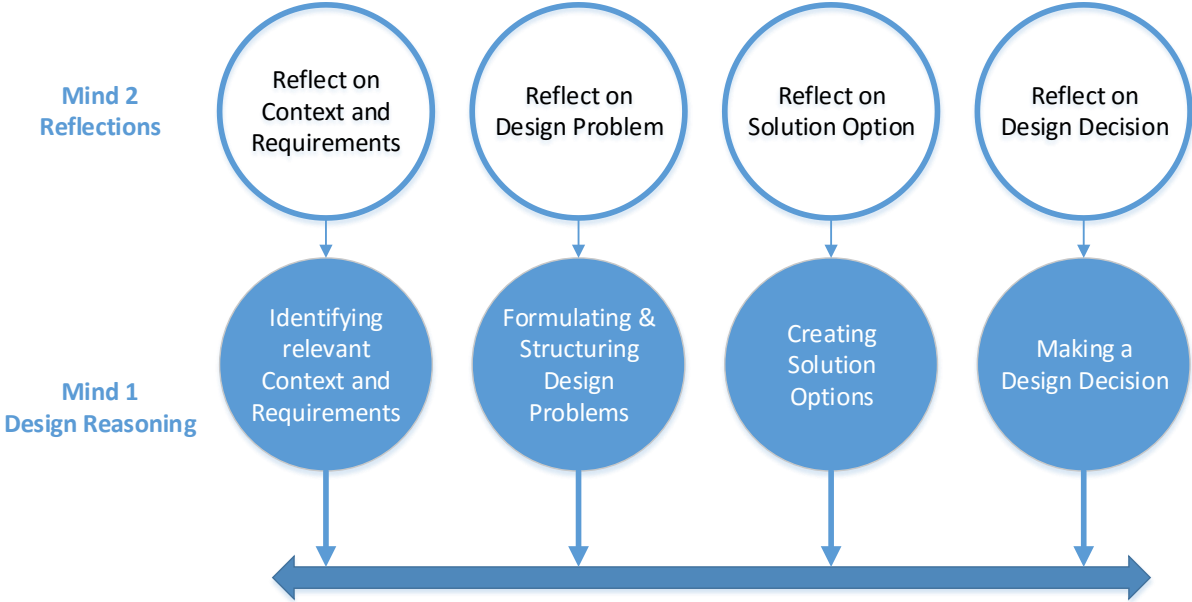 Mind 2
Reflections
Reflect on
Context and
Requirements
Reflect on
Design Problem
Reflect on
Solution Option
Reflect on
Design Decision
Mind 1
Design Reasoning
Identifying
relevant
Context and
Requirements
Formulating &
Structuring
Design
Problems
Creating
Solution
Options
Making a
Design Decision